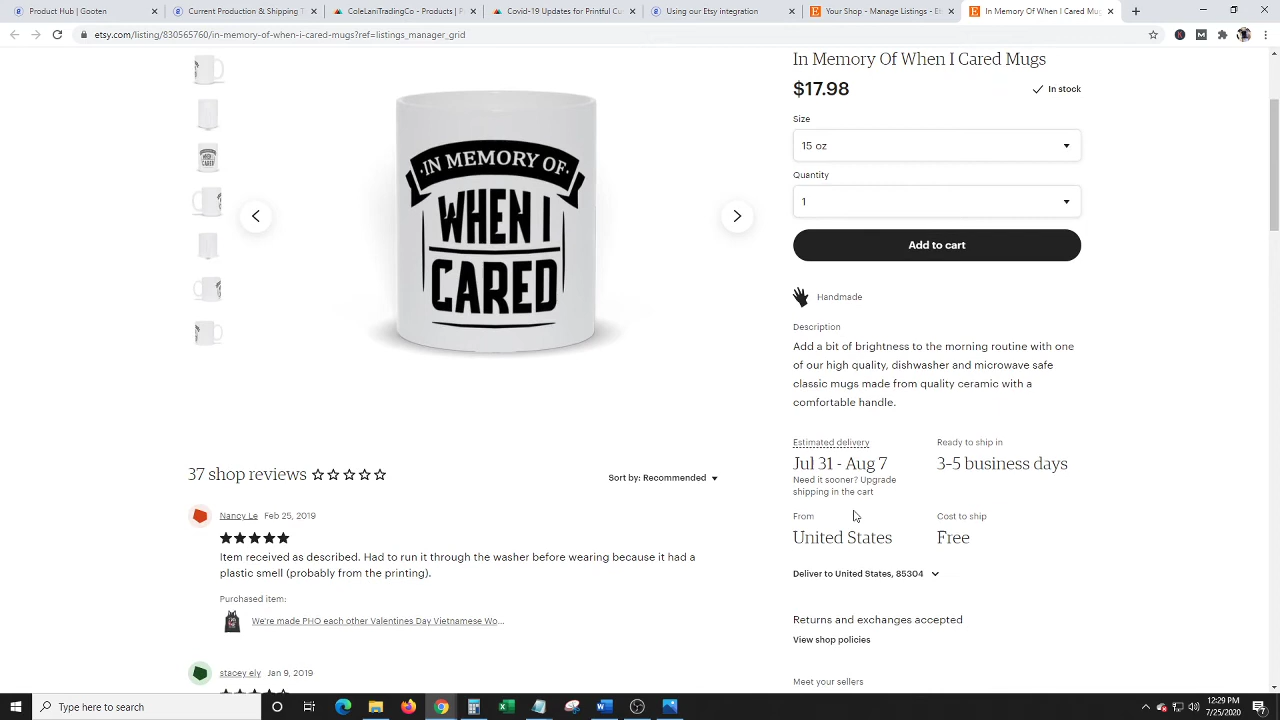 Product Hub | Gooten
Current Production & Shipping T
ColeLaniTradingCo - Products | P
Covid-19 Updates for Printful Cu
Using our Etsy integration
Your Shop - Manage Listings - Et
In Memory Of When I Cared Mug
etsy.com/listing/830565760/in-memory-of-when-i-cared-mugs?ref=listings_manager_grid
In Memory Of When I Cared Mugs
$17.98
In stock
Size
15 oz
Quantity
1
Add to cart
Handmade
Description
Add a bit of brightness to the morning routine with one
of our high quality, dishwasher and microwave safe
classic mugs made from quality ceramic with a
comfortable handle.
Estimated delivery
Ready to ship in
Jul 31 - Aug 7
3-5 business days
Need it sooner? Upgrade
shipping in the cart
From
Cost to ship
United States
Free
Deliver to United States, 85304
Returns and exchanges accepted
View shop policies
Meet your sellers
·IN MEMORY OF·
WHEN I
CARED
37 shop reviews
Sort by: Recommended
Nancy Le Feb 25, 2019
Item received as described. Had to run it through the washer before wearing because it had a
plastic smell (probably from the printing).
Purchased item:
We're made PHO each other Valentines Day Vietnamese Wo...
stacey ely Jan 9, 2019
Type here to search
12:29 PM
7/25/2020